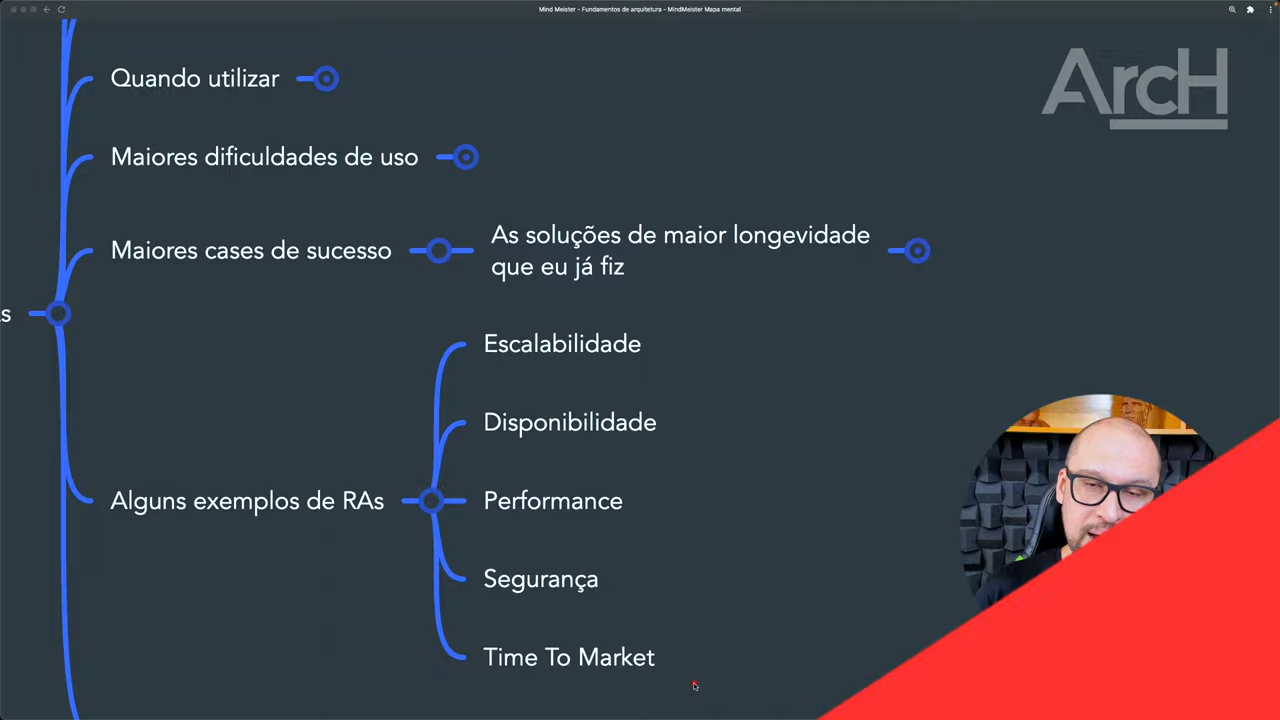 Mind Meister - Fundamentos de arquitetura - MindMeister Mapa mental
ArcH
Quando utilizar
Maiores dificuldades de uso
Maiores cases de sucesso
As soluções de maior longevidade
que eu já fiz
s
Escalabilidade
Disponibilidade
Alguns exemplos de RAs
Performance
Segurança
Time To Market